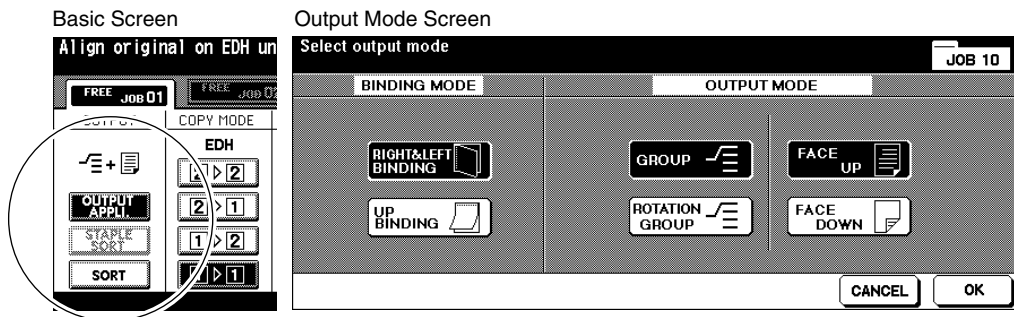 Basic Screen
Output Mode Screen
Align original on EDH un
FREE JOB 01
FREE JOB 02
OUTPUT
COPY MODE
EDH
2 ▷ 2
OUTPUT APPLI.
2 ▷ 1
STAPLE SORT
1 ▷ 2
SORT
1 ▷ 1
Select output mode
JOB 10
BINDING MODE
OUTPUT MODE
RIGHT&LEFT
BINDING
GROUP
FACE
UP
UP
BINDING
ROTATION
GROUP
FACE
DOWN
CANCEL
OK